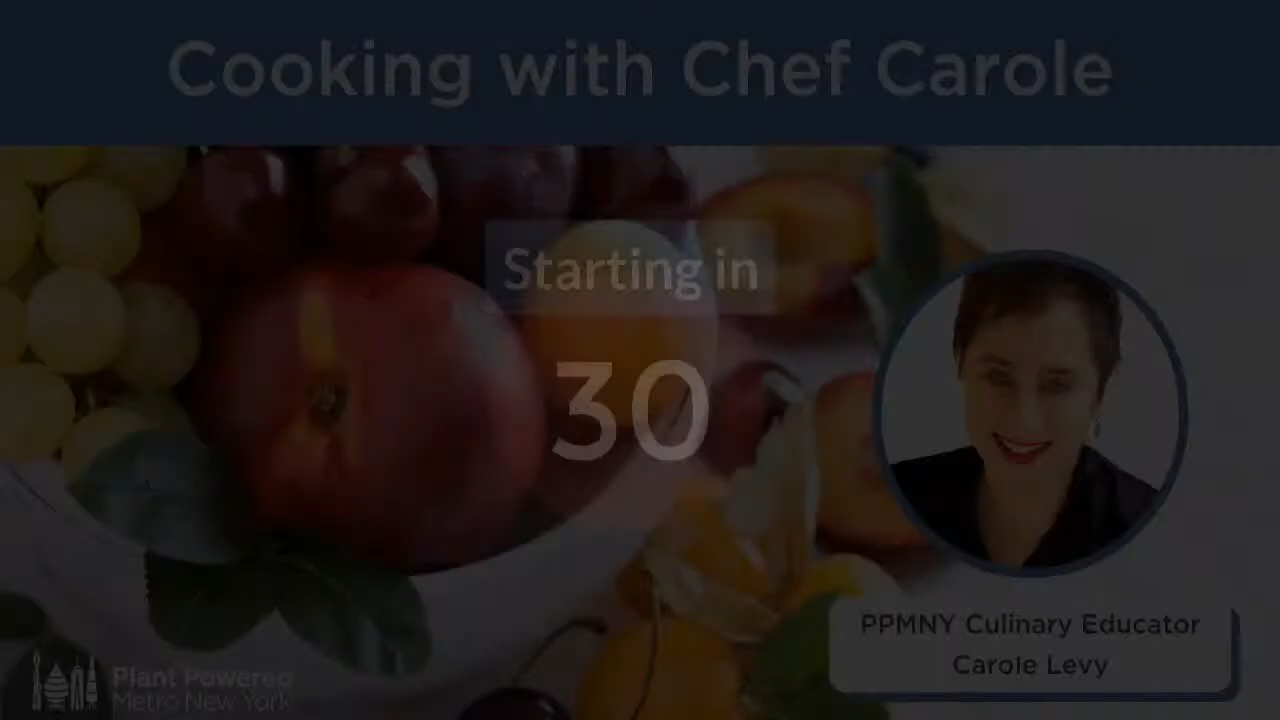 Cooking with Chef Carole
Starting in
30
PPMNY Culinary Educator
Carole Levy
Plant Powered
Metro New York